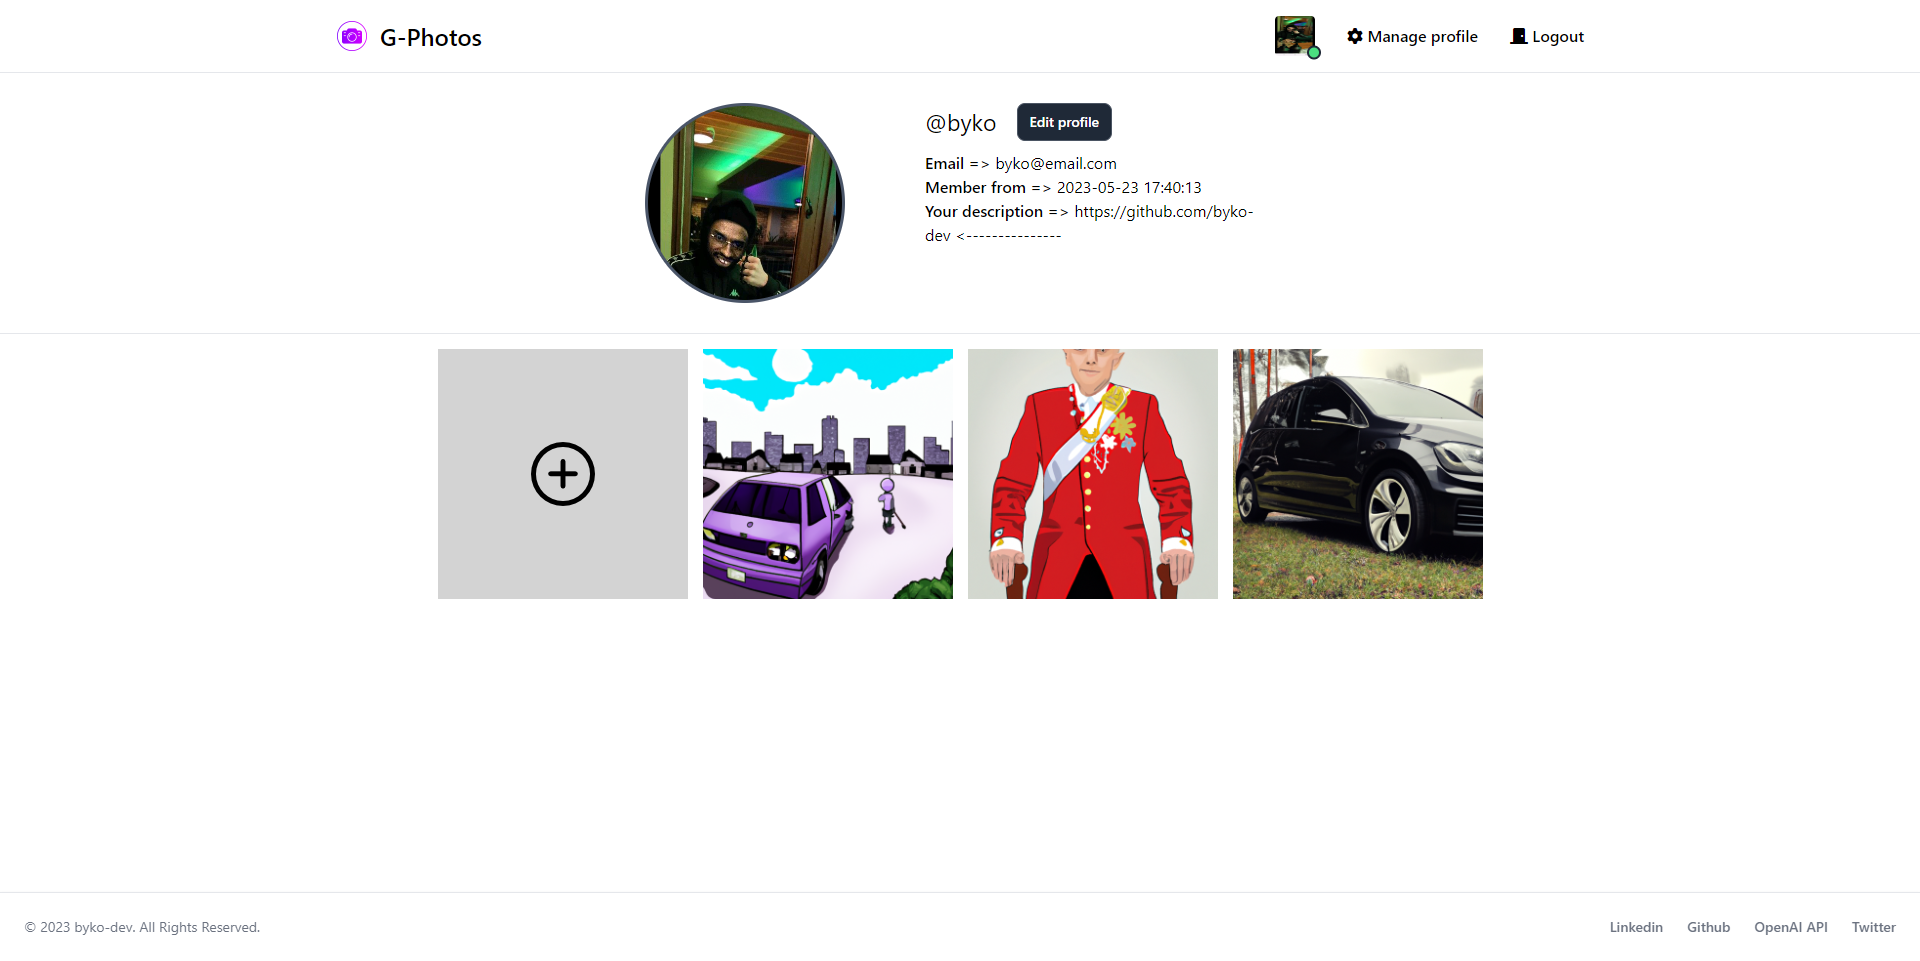 G-Photos
Manage profile
Logout
@byko
Edit profile
Email => byko@email.com
Member from => 2023-05-23 17:40:13
Your description => https://github.com/byko-
dev <---------------
© 2023 byko-dev. All Rights Reserved.
Linkedin
Github
OpenAI API
Twitter